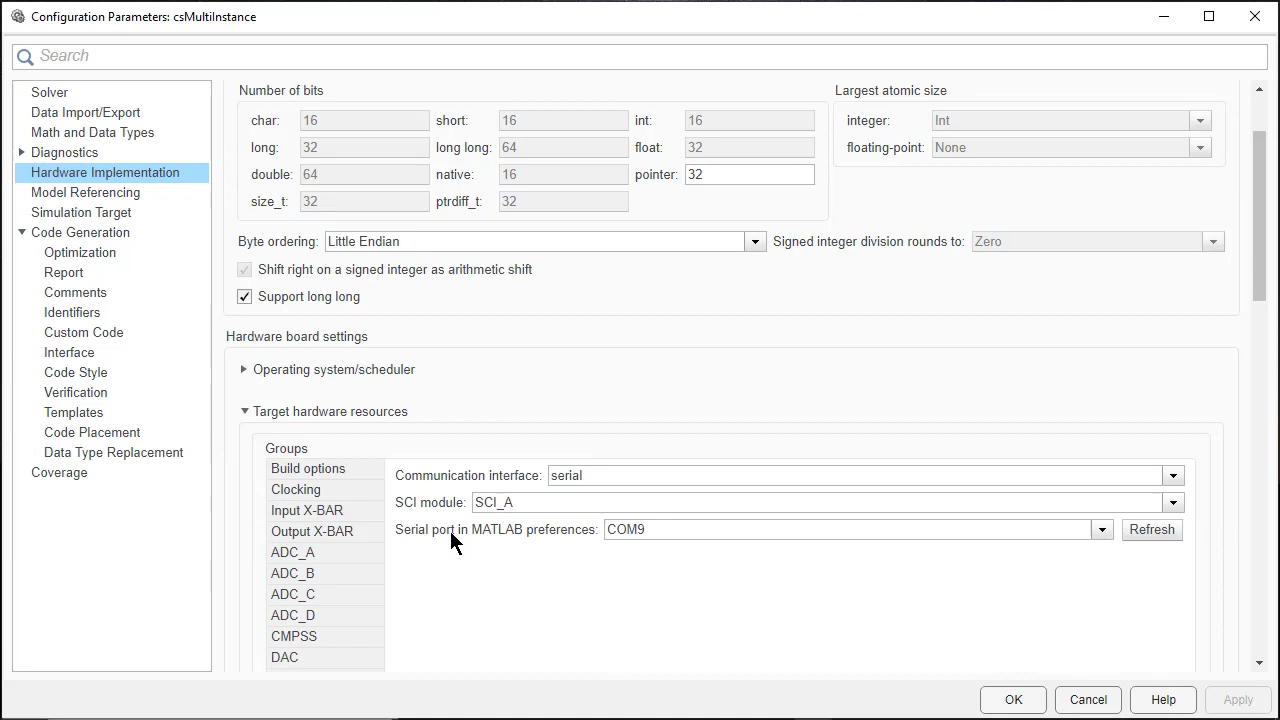 Configuration Parameters: csMultiInstance
Search
Solver
Data Import/Export
Math and Data Types
Diagnostics
Hardware Implementation
Model Referencing
Simulation Target
Code Generation
Optimization
Report
Comments
Identifiers
Custom Code
Interface
Code Style
Verification
Templates
Code Placement
Data Type Replacement
Coverage
Number of bits
Largest atomic size
char: 16 short: 16 int: 16
integer: Int
long: 32 long long: 64 float: 32
floating-point: None
double: 64 native: 16 pointer: 32
size_t: 32 ptrdiff_t: 32
Byte ordering: Little Endian Signed integer division rounds to: Zero
Shift right on a signed integer as arithmetic shift
Support long long
Hardware board settings
Operating system/scheduler
Target hardware resources
Groups
Build options
Clocking
Input X-BAR
Output X-BAR
ADC_A
ADC_B
ADC_C
ADC_D
CMPSS
DAC
Communication interface: serial
SCI module: SCI_A
Serial port in MATLAB preferences: COM9 Refresh
OK Cancel Help Apply